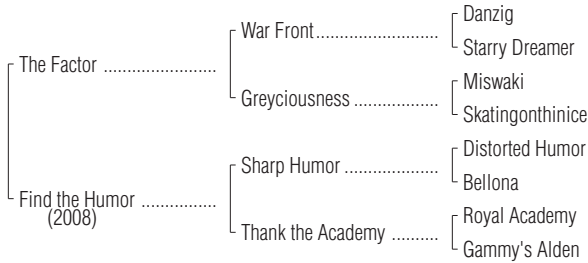 Danzig
War Front
Starry Dreamer
The Factor
Miswaki
Greyciousness
Skatingonthinice
Distorted Humor
Sharp Humor
Bellona
Find the Humor
(2008)
Royal Academy
Thank the Academy
Gammy's Alden